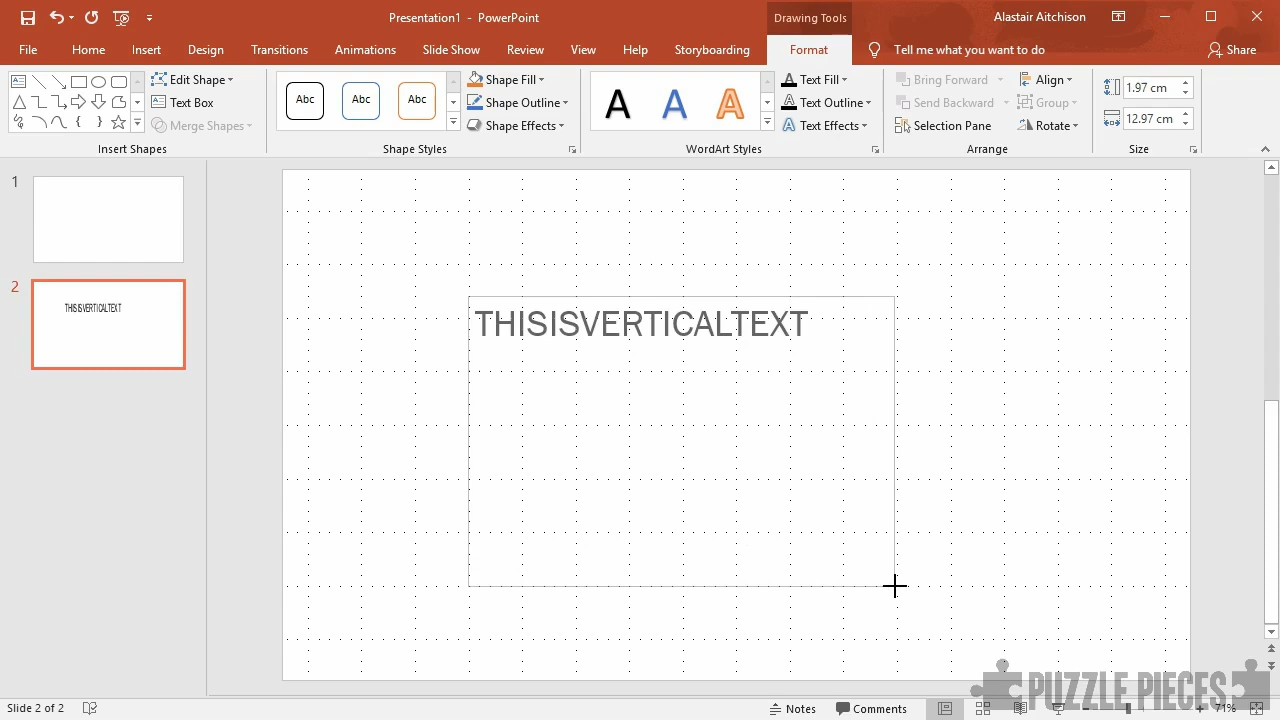 Presentation1 - PowerPoint
Drawing Tools
Alastair Aitchison
File Home Insert Design Transitions Animations Slide Show Review View Help Storyboarding Format Tell me what you want to do Share
Edit Shape
Text Box
Merge Shapes
Insert Shapes
Abc Abc Abc
Shape Fill
Shape Outline
Shape Effects
Shape Styles
A A A
Text Fill
Text Outline
Text Effects
WordArt Styles
Bring Forward
Send Backward
Selection Pane
Align
Group
Rotate
Arrange
1.97 cm
12.97 cm
Size
1
2
THISISVERTICALTEXT
THISISVERTICALTEXT
PUZZLE PIECES
Slide 2 of 2
Notes
Comments
71%